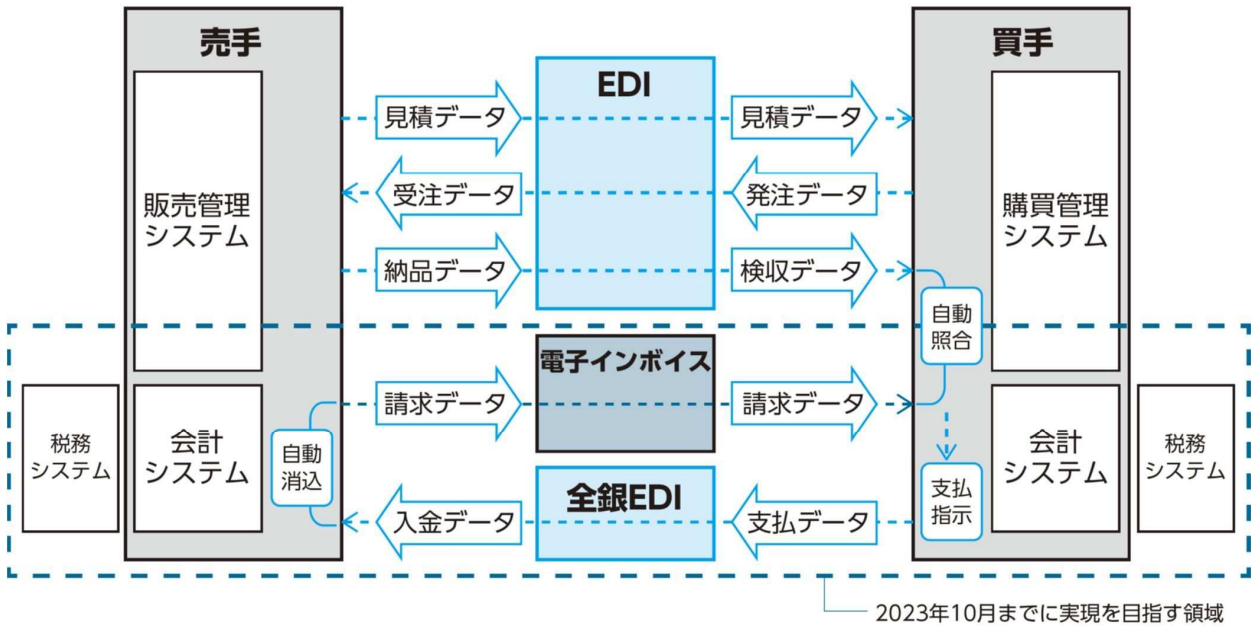 売手
EDI
買手
販売管理
システム
見積データ
見積データ
受注データ
発注データ
納品データ
検収データ
購買管理
システム
自動
照合
電子インボイス
請求データ
請求データ
税務
システム
会計
システム
自動
消込
全銀EDI
入金データ
支払データ
支払
指示
会計
システム
税務
システム
2023年10月までに実現を目指す領域